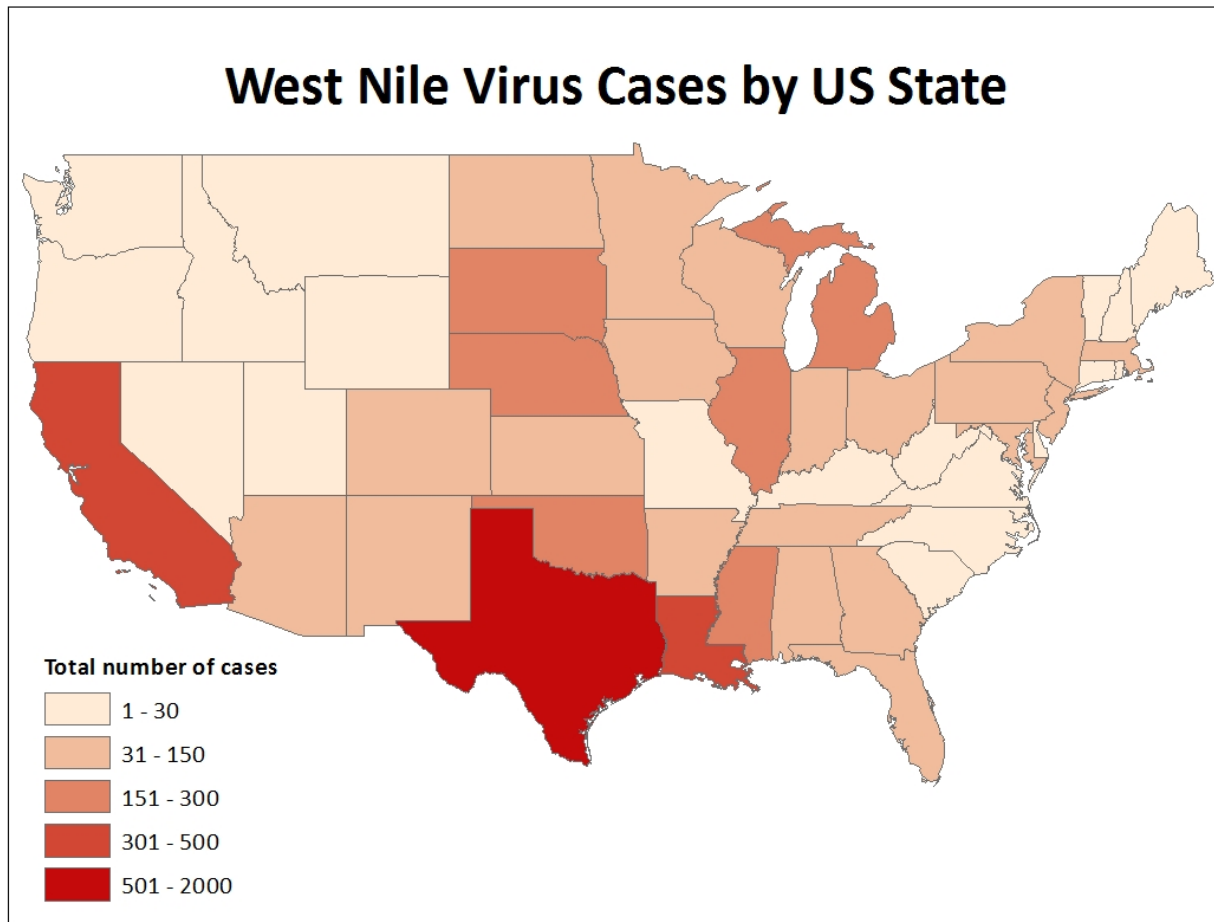 West Nile Virus Cases by US State
Total number of cases
1 - 30
31 - 150
151 - 300
301 - 500
501 - 2000